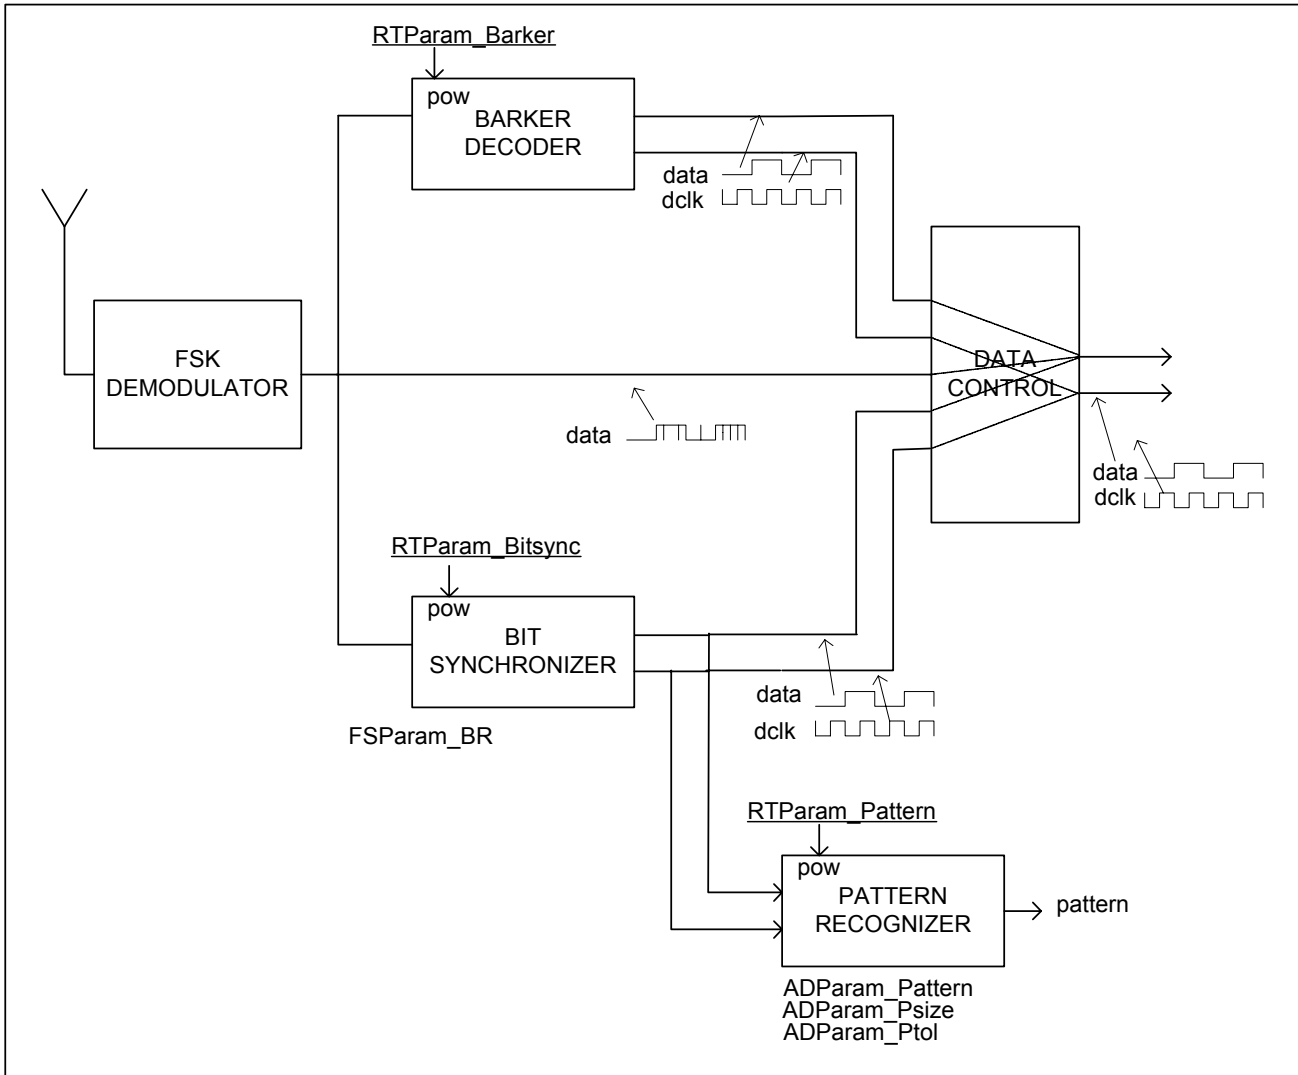 RTParam_Barker
pow
BARKER
DECODER
data
dclk
FSK
DEMODULATOR
DATA
CONTROL
data
data
dclk
RTParam_Bitsync
pow
BIT
SYNCHRONIZER
FSParam_BR
data
dclk
RTParam_Pattern
pow
PATTERN
RECOGNIZER
pattern
ADParam_Pattern
ADParam_Psize
ADParam_Ptol